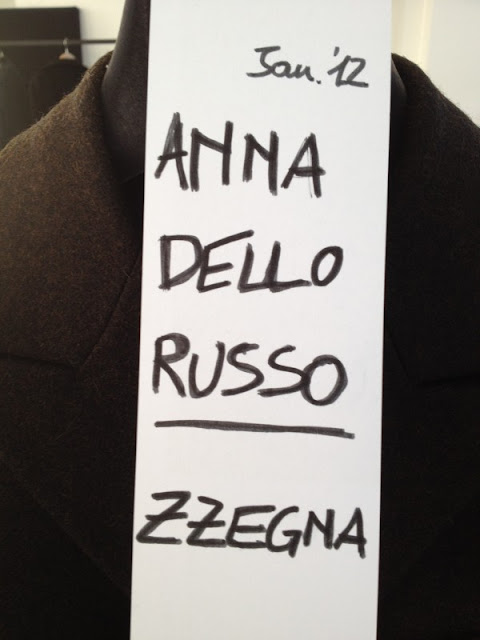 Jan. '12
ANNA
DELLO
RUSSO
ZZEGNA